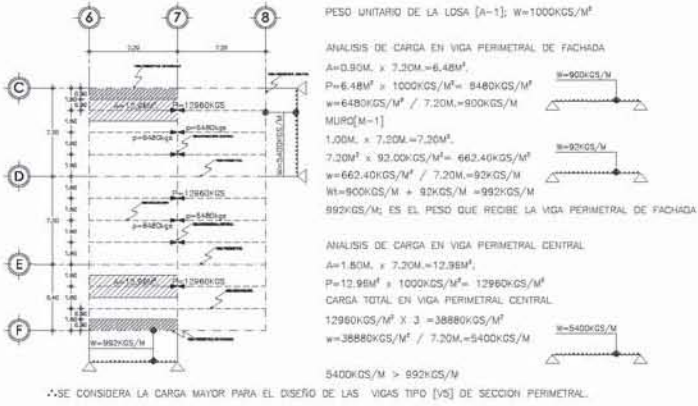 PESO UNITARIO DE LA LOSA [A-1]; W=1000KGS/M²
ANALISIS DE CARGA EN VIGA PERIMETRAL DE FACHADA
A=0.90M. x 7.20M.=6.48M².
P=6.48M² x 1000KGS/M²= 6480KGS/M²
w=6480KGS/M² / 7.20M.=900KGS/M
W=900KGS/M
MURO[M-1]
1.00M. x 7.20M.=7.20M².
7.20M² x 92.00KGS/M²= 662.40KGS/M²
w=662.40KGS/M² / 7.20M.=92KGS/M
W=92KGS/M
Wt=900KGS/M + 92KGS/M =992KGS/M
992KGS/M; ES EL PESO QUE RECIBE LA VIGA PERIMETRAL DE FACHADA
ANALISIS DE CARGA EN VIGA PERIMETRAL CENTRAL
A=1.80M. x 7.20M.=12.96M².
P=12.96M² x 1000KGS/M²= 12960KGS/M²
CARGA TOTAL EN VIGA PERIMETRAL CENTRAL
12960KGS/M² X 3 =38880KGS/M²
w=38880KGS/M² / 7.20M.=5400KGS/M
W=5400KGS/M
5400KGS/M > 992KGS/M
6
7
8
7.20
C
D
E
F
A=12.96M²
P=12960KGS
p=6480kgs
p=6480kgs
W=5400KGS/M
P=12960KGS
p=6480kgs
p=6480kgs
A=12.96M²
P=12960KGS
W=992KGS/M
∴SE CONSIDERA LA CARGA MAYOR PARA EL DISEÑO DE LAS VIGAS TIPO [V5] DE SECCION PERIMETRAL.